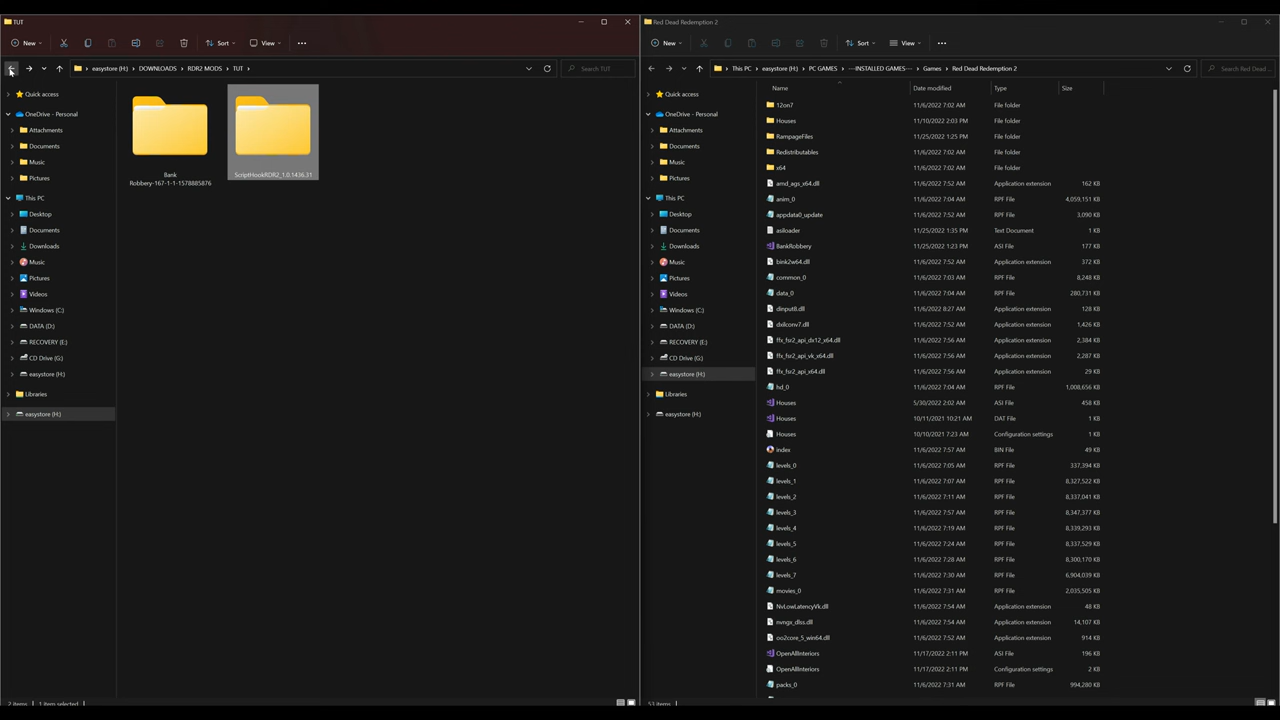 TUT
New
Sort
View
easystore (H:) > DOWNLOADS > RDR2 MODS > TUT >
Search TUT
Quick access
OneDrive - Personal
Attachments
Documents
Music
Pictures
This PC
Desktop
Documents
Downloads
Music
Pictures
Videos
Windows (C:)
DATA (D:)
RECOVERY (E:)
CD Drive (G:)
easystore (H:)
Libraries
easystore (H:)
Bank
Robbery-167-1-1-1578885876
ScriptHookRDR2_1.0.1436.31
2 items 1 item selected
Red Dead Redemption 2
New
Sort
View
This PC > easystore (H:) > PC GAMES > ---INSTALLED GAMES--- > Games > Red Dead Redemption 2
Search Red Dead ...
Quick access
OneDrive - Personal
Attachments
Documents
Music
Pictures
This PC
Desktop
Documents
Downloads
Music
Pictures
Videos
Windows (C:)
DATA (D:)
RECOVERY (E:)
CD Drive (G:)
easystore (H:)
Libraries
easystore (H:)
Name Date modified Type Size
12on7 11/6/2022 7:02 AM File folder
Houses 11/10/2022 2:03 PM File folder
RampageFiles 11/25/2022 1:25 PM File folder
Redistributables 11/6/2022 7:02 AM File folder
x64 11/6/2022 7:02 AM File folder
amd_ags_x64.dll 11/6/2022 7:52 AM Application extension 162 KB
anim_0 11/6/2022 7:04 AM RPF File 4,059,151 KB
appdata0_update 11/6/2022 7:52 AM RPF File 3,090 KB
asiloader 11/25/2022 1:35 PM Text Document 1 KB
BankRobbery 11/25/2022 1:23 PM ASI File 177 KB
bink2w64.dll 11/6/2022 7:52 AM Application extension 372 KB
common_0 11/6/2022 7:03 AM RPF File 8,248 KB
data_0 11/6/2022 7:04 AM RPF File 280,731 KB
dinput8.dll 11/6/2022 8:27 AM Application extension 128 KB
dxilconv7.dll 11/6/2022 7:52 AM Application extension 1,426 KB
ffx_fsr2_api_dx12_x64.dll 11/6/2022 7:56 AM Application extension 2,384 KB
ffx_fsr2_api_vk_x64.dll 11/6/2022 7:56 AM Application extension 2,287 KB
ffx_fsr2_api_x64.dll 11/6/2022 7:56 AM Application extension 29 KB
hd_0 11/6/2022 7:04 AM RPF File 1,008,656 KB
Houses 5/30/2022 2:02 PM ASI File 458 KB
Houses 10/11/2021 10:21 AM DAT File 1 KB
Houses 10/10/2021 7:23 AM Configuration settings 1 KB
index 11/6/2022 7:57 AM BIN File 49 KB
levels_0 11/6/2022 7:05 AM RPF File 337,394 KB
levels_1 11/6/2022 7:07 AM RPF File 8,327,522 KB
levels_2 11/6/2022 7:11 AM RPF File 8,337,041 KB
levels_3 11/6/2022 7:15 AM RPF File 8,347,377 KB
levels_4 11/6/2022 7:19 AM RPF File 8,339,293 KB
levels_5 11/6/2022 7:24 AM RPF File 8,337,529 KB
levels_6 11/6/2022 7:28 AM RPF File 8,300,170 KB
levels_7 11/6/2022 7:30 AM RPF File 6,904,039 KB
movies_0 11/6/2022 7:31 AM RPF File 2,035,505 KB
NvLowLatencyVk.dll 11/6/2022 7:54 AM Application extension 48 KB
nvngx_dlss.dll 11/6/2022 7:54 AM Application extension 14,107 KB
oo2core_5_win64.dll 11/6/2022 7:52 AM Application extension 914 KB
OpenAllInteriors 11/17/2022 2:11 PM ASI File 196 KB
OpenAllInteriors 11/17/2022 2:11 PM Configuration settings 2 KB
packs_0 11/6/2022 7:31 AM RPF File 994,280 KB
53 items